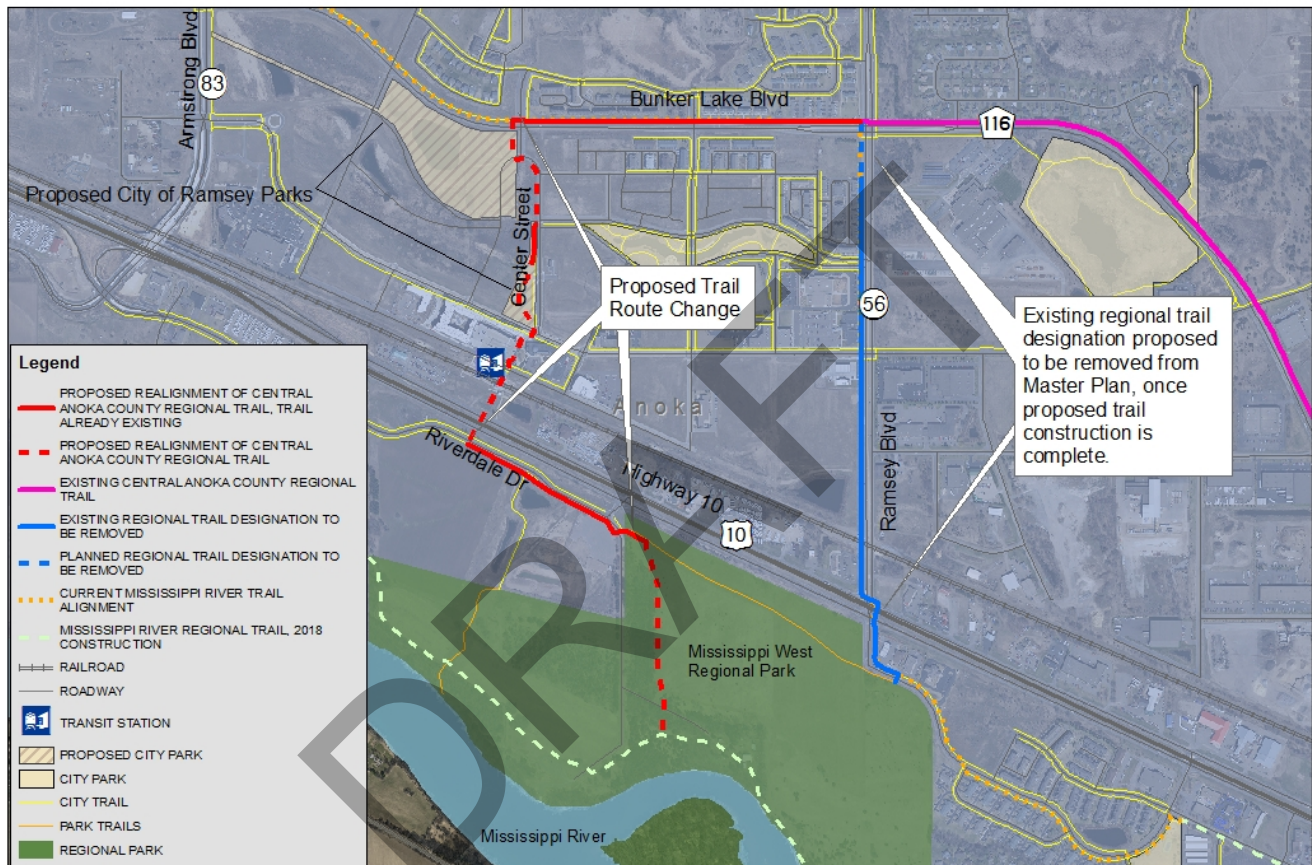 Armstrong Blvd
83
Bunker Lake Blvd
116
Proposed City of Ramsey Parks
Center Street
Proposed Trail
Route Change
56
Existing regional trail
designation proposed
to be removed from
Master Plan, once
proposed trail
construction is
complete.
Anoka
Riverdale Dr
Highway 10
10
Ramsey Blvd
Mississippi West
Regional Park
Mississippi River
DRAFT
Legend
PROPOSED REALIGNMENT OF CENTRAL
ANOKA COUNTY REGIONAL TRAIL, TRAIL
ALREADY EXISTING
PROPOSED REALIGNMENT OF CENTRAL
ANOKA COUNTY REGIONAL TRAIL
EXISTING CENTRAL ANOKA COUNTY REGIONAL
TRAIL
EXISTING REGIONAL TRAIL DESIGNATION TO
BE REMOVED
PLANNED REGIONAL TRAIL DESIGNATION TO
BE REMOVED
CURRENT MISSISSIPPI RIVER TRAIL
ALIGNMENT
MISSISSIPPI RIVER REGIONAL TRAIL, 2018
CONSTRUCTION
RAILROAD
ROADWAY
TRANSIT STATION
PROPOSED CITY PARK
CITY PARK
CITY TRAIL
PARK TRAILS
REGIONAL PARK